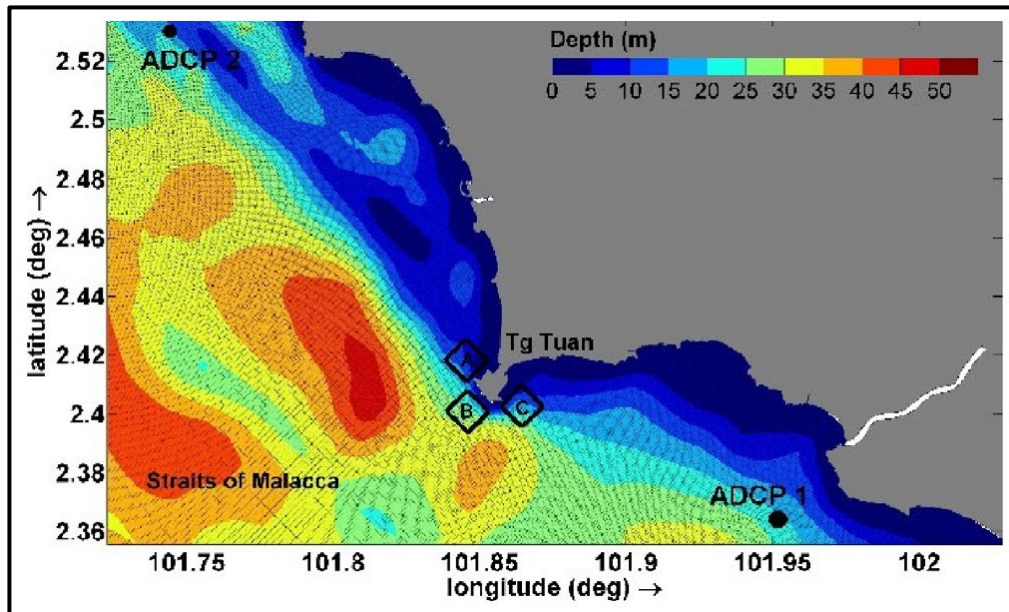 Depth (m)
0 5 10 15 20 25 30 35 40 45 50
ADCP 2
2.52
2.5
2.48
2.46
2.44
2.42
2.4
2.38
2.36
latitude (deg) →
Tg Tuan
A
B
C
Straits of Malacca
ADCP 1
101.75 101.8 101.85 101.9 101.95 102
longitude (deg) →